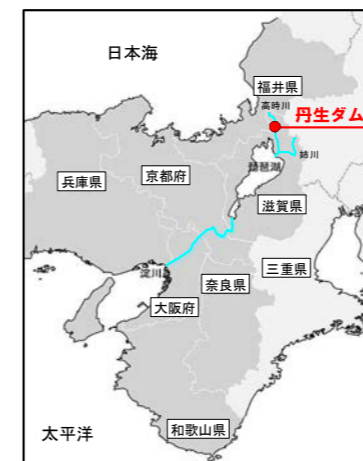 日本海
福井県
高時川
丹生ダム
姉川
琵琶湖
京都府
兵庫県
滋賀県
三重県
淀川
奈良県
大阪府
太平洋
和歌山県